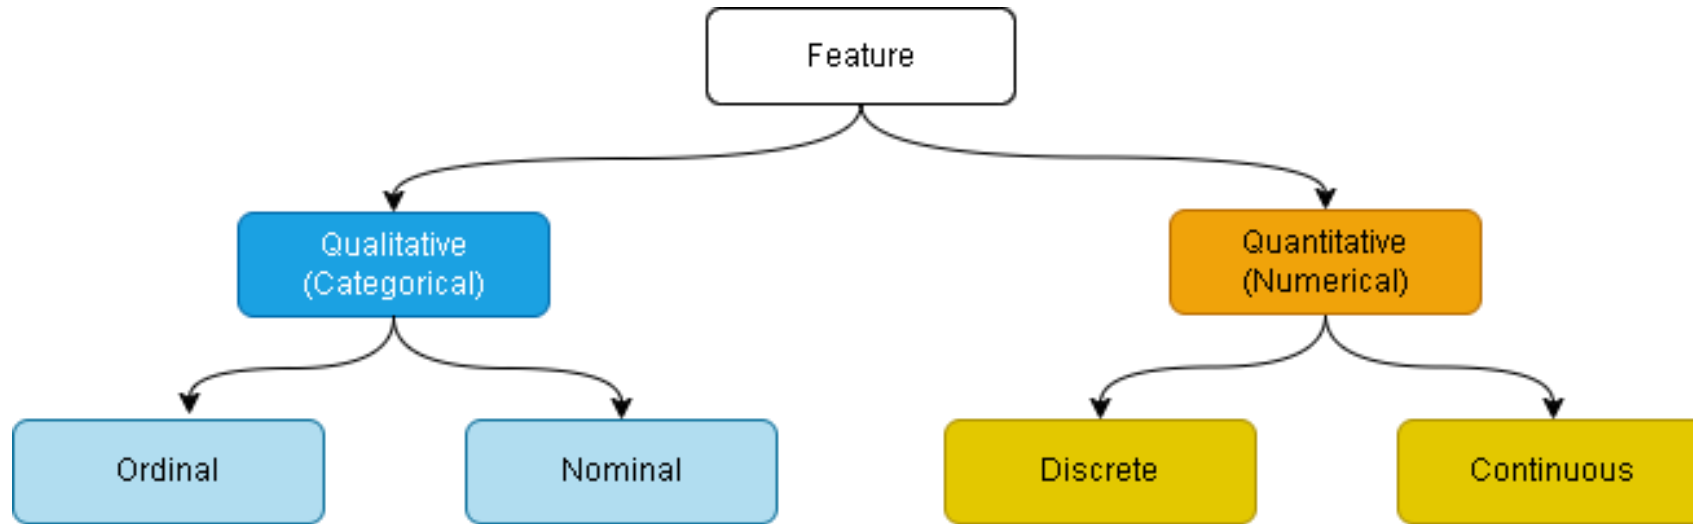 Feature
Qualitative
(Categorical)
Quantitative
(Numerical)
Ordinal
Nominal
Discrete
Continuous